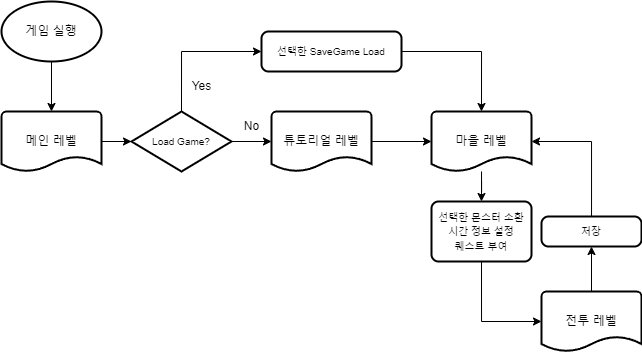 게임 실행
선택한 SaveGame Load
Yes
메인 레벨
Load Game?
No
튜토리얼 레벨
마을 레벨
선택한 몬스터 소환
시간 정보 설정
퀘스트 부여
저장
전투 레벨